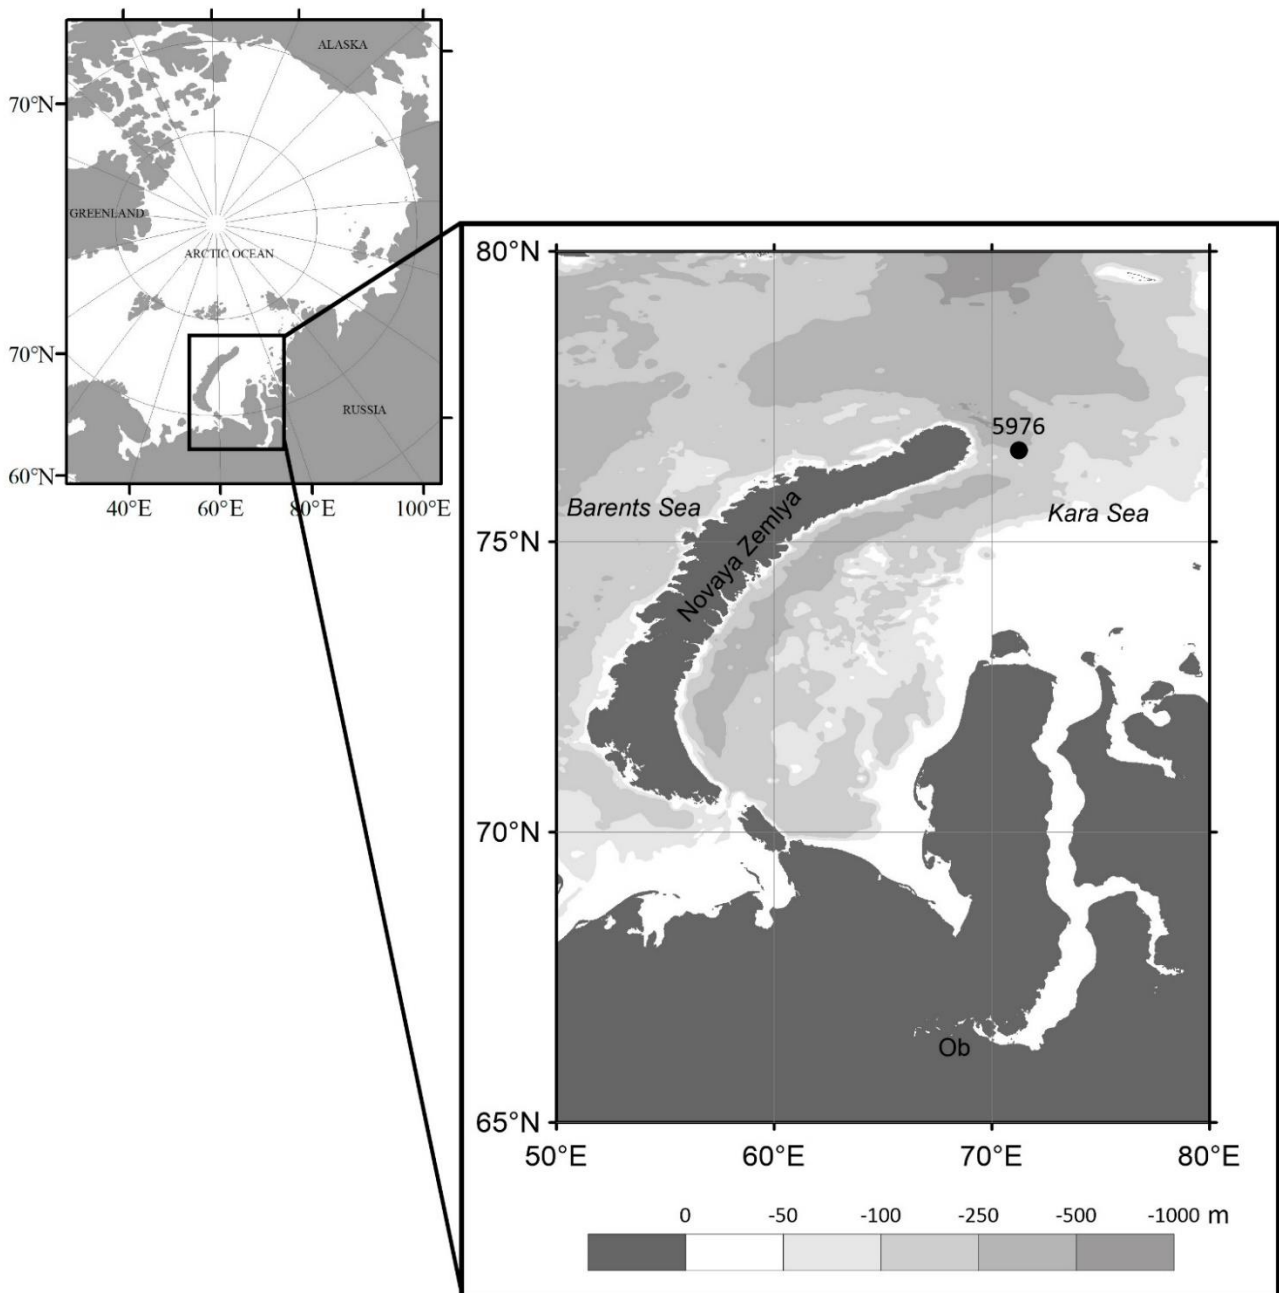 ALASKA
70°N
GREENLAND
ARCTIC OCEAN
70°N
RUSSIA
60°N
40°E 60°E 80°E 100°E
80°N
5976
Barents Sea
Kara Sea
75°N
Novaya Zemlya
70°N
Ob
65°N
50°E 60°E 70°E 80°E
0 -50 -100 -250 -500 -1000 m